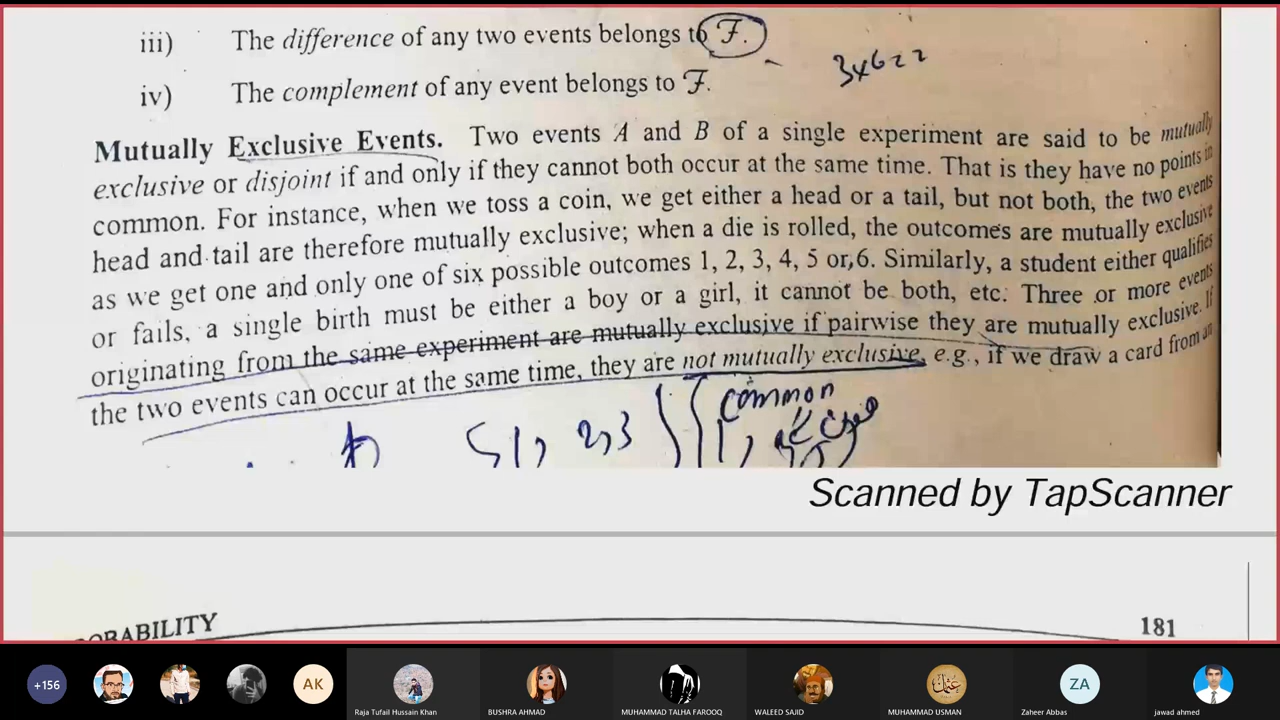 iii) The difference of any two events belongs to ℱ.
3x6=2
iv) The complement of any event belongs to ℱ.
Mutually Exclusive Events. Two events A and B of a single experiment are said to be mutually
exclusive or disjoint if and only if they cannot both occur at the same time. That is they have no points in
common. For instance, when we toss a coin, we get either a head or a tail, but not both, the two events
head and tail are therefore mutually exclusive; when a die is rolled, the outcomes are mutually exclusive
as we get one and only one of six possible outcomes 1, 2, 3, 4, 5 or, 6. Similarly, a student either qualifies
or fails, a single birth must be either a boy or a girl, it cannot be both, etc. Three or more events
originating from the same experiment are mutually exclusive if pairwise they are mutually exclusive. If
the two events can occur at the same time, they are not mutually exclusive, e.g., if we draw a card from an
common
1, 2, 3
Scanned by TapScanner
181
+156
AK
Raja Tufail Hussain Khan
BUSHRA AHMAD
MUHAMMAD TALHA FAROOQ
WALEED SAJID
MUHAMMAD USMAN
ZA
Zaheer Abbas
jawad ahmed